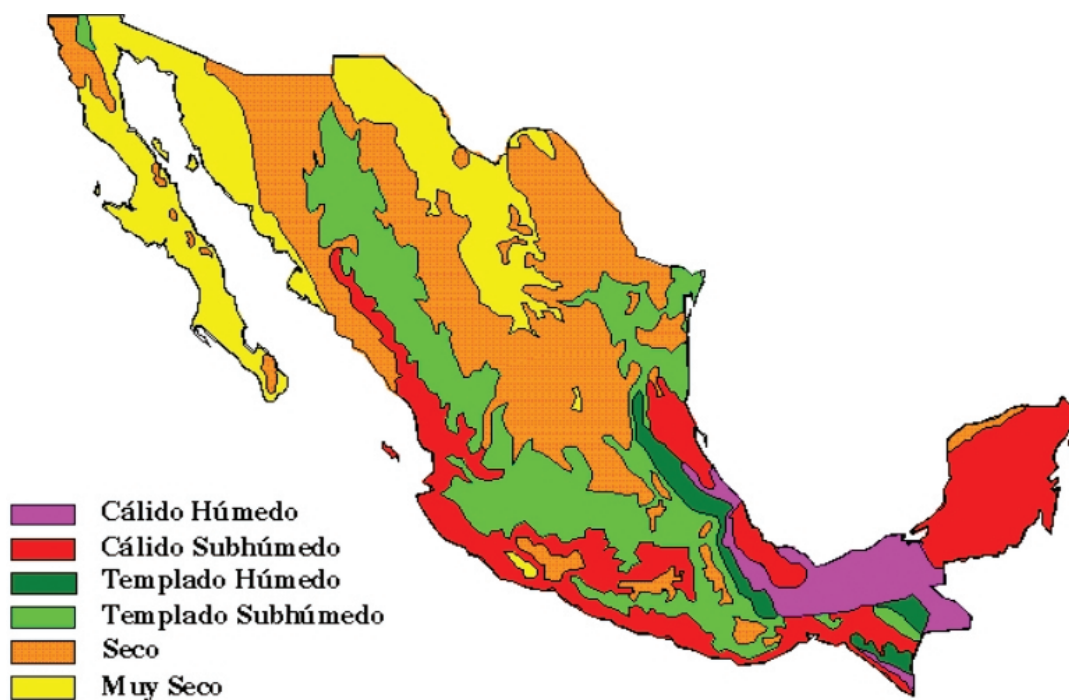 Cálido Húmedo
Cálido Subhúmedo
Templado Húmedo
Templado Subhúmedo
Seco
Muy Seco